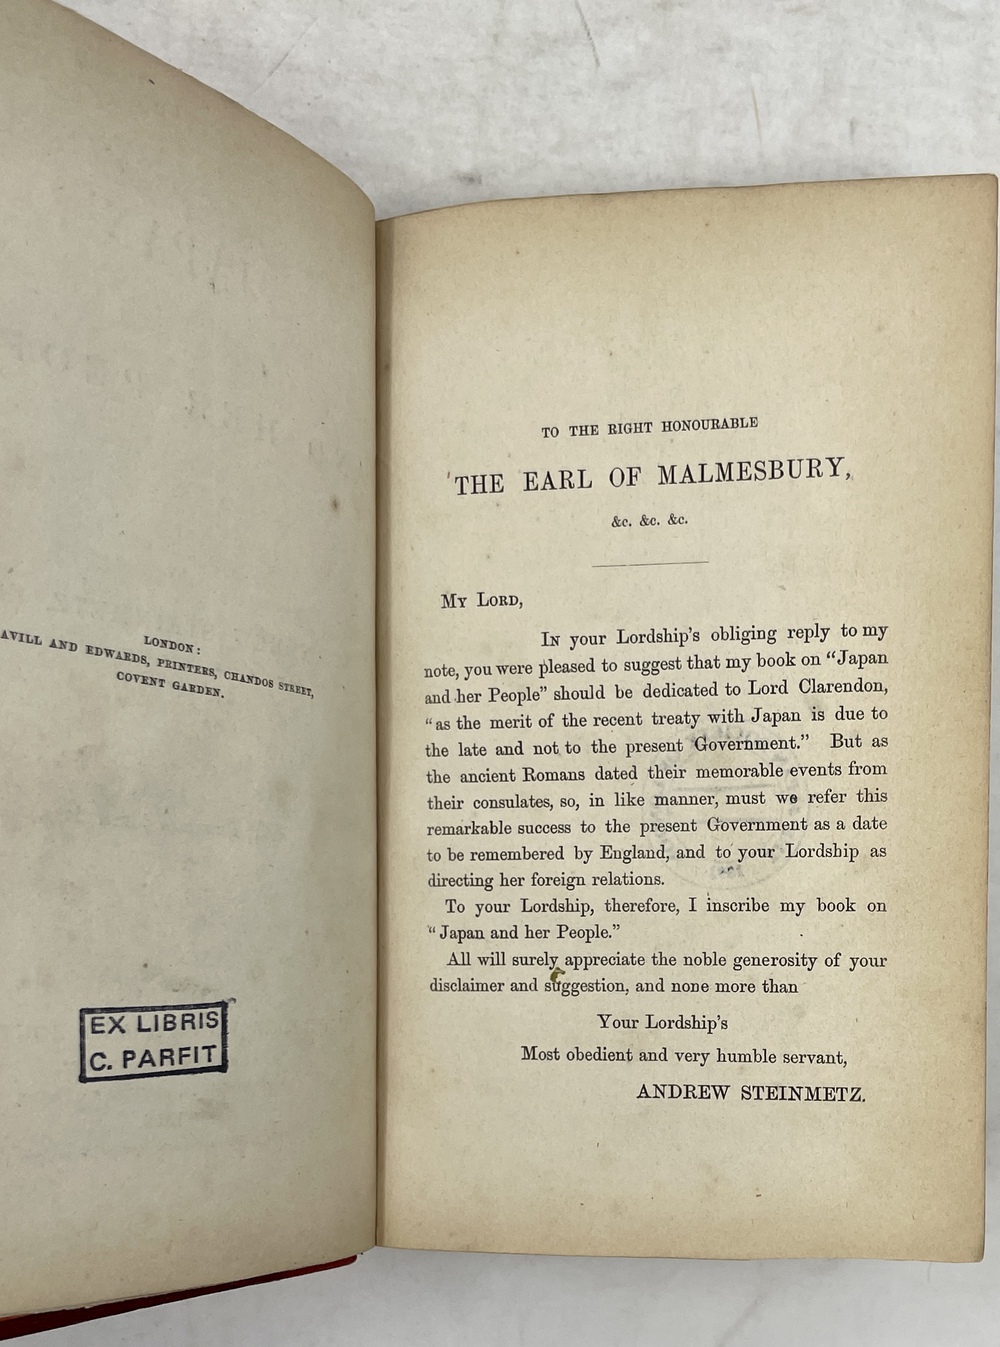 LONDON:
AVILL AND EDWARDS, PRINTERS, CHANDOS STREET,
COVENT GARDEN.
EX LIBRIS
C. PARFIT
TO THE RIGHT HONOURABLE
THE EARL OF MALMESBURY,
&c. &c. &c.
MY LORD,
IN your Lordship's obliging reply to my
note, you were pleased to suggest that my book on "Japan
and her People" should be dedicated to Lord Clarendon,
"as the merit of the recent treaty with Japan is due to
the late and not to the present Government." But as
the ancient Romans dated their memorable events from
their consulates, so, in like manner, must we refer this
remarkable success to the present Government as a date
to be remembered by England, and to your Lordship as
directing her foreign relations.
To your Lordship, therefore, I inscribe my book on
"Japan and her People."
All will surely appreciate the noble generosity of your
disclaimer and suggestion, and none more than
Your Lordship's
Most obedient and very humble servant,
ANDREW STEINMETZ.